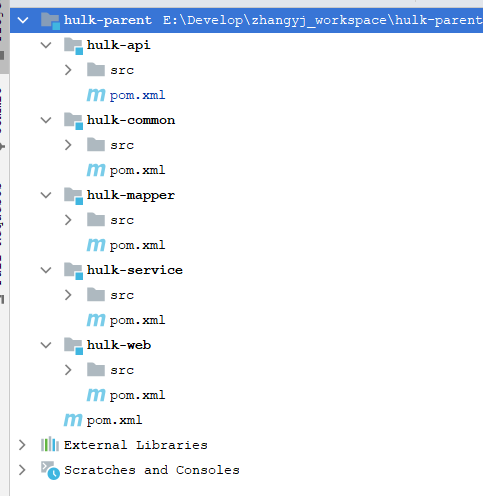 hulk-parent E:\Develop\zhangyj_workspace\hulk-parent
hulk-api
src
pom.xml
hulk-common
src
pom.xml
hulk-mapper
src
pom.xml
hulk-service
src
pom.xml
hulk-web
src
pom.xml
pom.xml
External Libraries
Scratches and Consoles